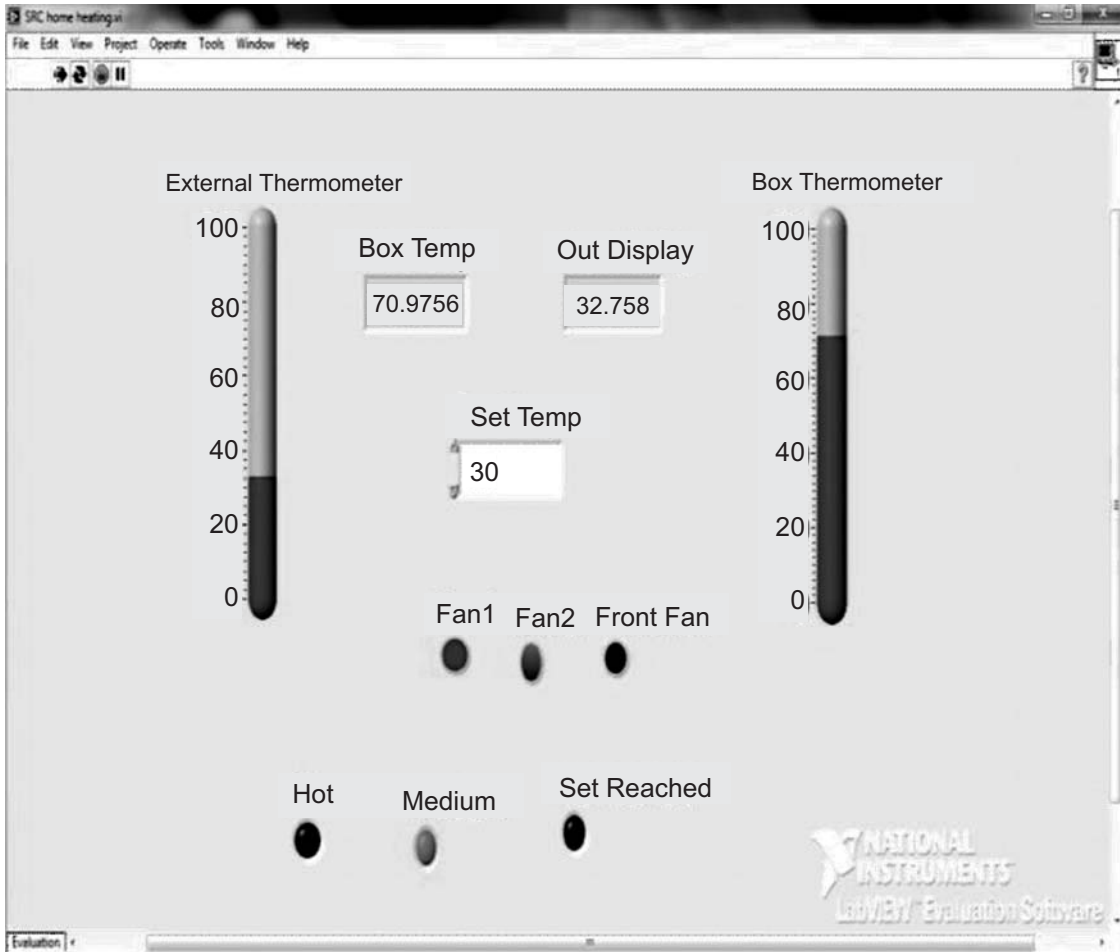 SRC home heating.vi
File Edit View Project Operate Tools Window Help
?
External Thermometer
100
80
60
40
20
0
Box Temp
70.9756
Out Display
32.758
Box Thermometer
100
80
60
40
20
0
Set Temp
30
Fan1 Fan2 Front Fan
Hot Medium Set Reached
NATIONAL
INSTRUMENTS
LabVIEW Evaluation Software
Evaluation